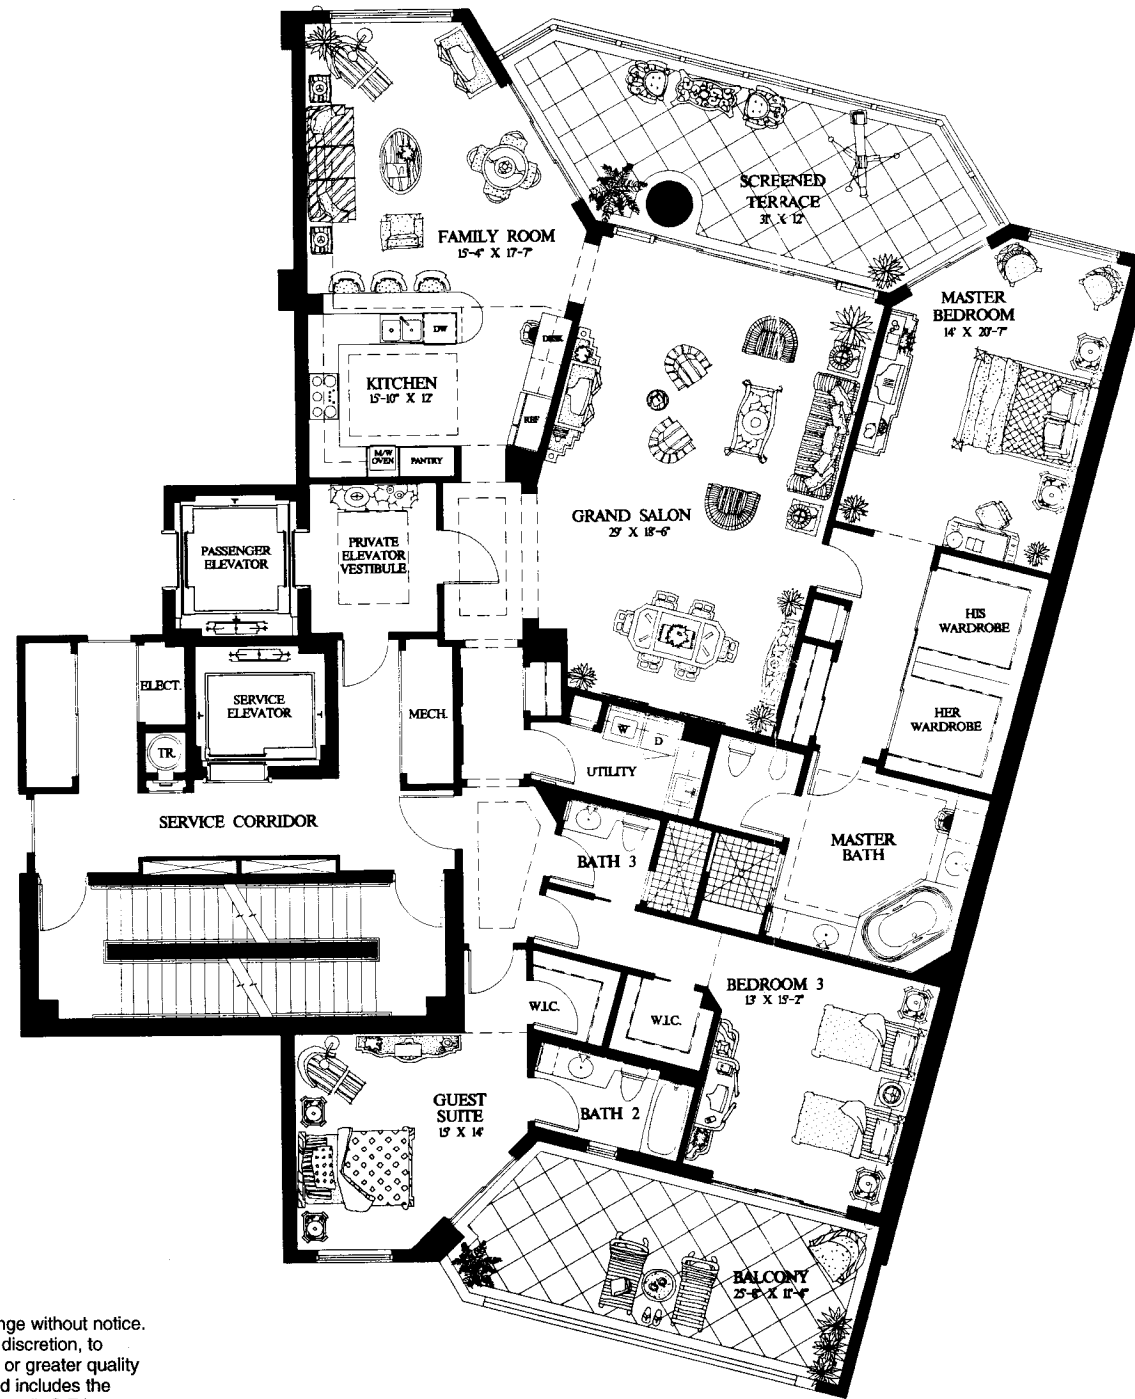 FAMILY ROOM
15'-4" X 17'-7"
SCREENED
TERRACE
31' X 12'
MASTER
BEDROOM
14' X 20'-7"
DW
DESK
KITCHEN
15'-10" X 12'
REF
M/W
OVEN
PANTRY
GRAND SALON
29' X 18'-6"
PASSENGER
ELEVATOR
PRIVATE
ELEVATOR
VESTIBULE
HIS
WARDROBE
HER
WARDROBE
ELECT.
SERVICE
ELEVATOR
MECH.
TR.
W
D
UTILITY
SERVICE CORRIDOR
BATH 3
MASTER
BATH
W.I.C.
W.I.C.
BEDROOM 3
13' X 15'-2"
GUEST
SUITE
15' X 14'
BATH 2
BALCONY
25'-8" X 11'-4"
nge without notice.
discretion, to
or greater quality
d includes the